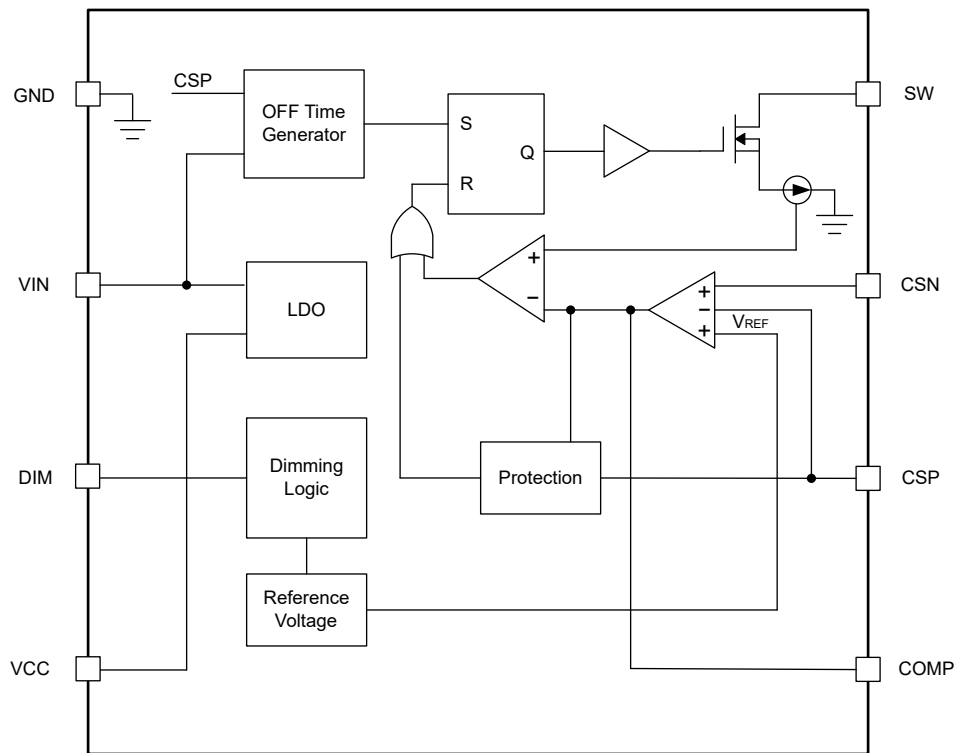 GND
CSP
OFF Time
Generator
S
Q
R
SW
VIN
LDO
+
−
+
−
VREF
+
CSN
DIM
Dimming
Logic
Protection
CSP
Reference
Voltage
VCC
COMP